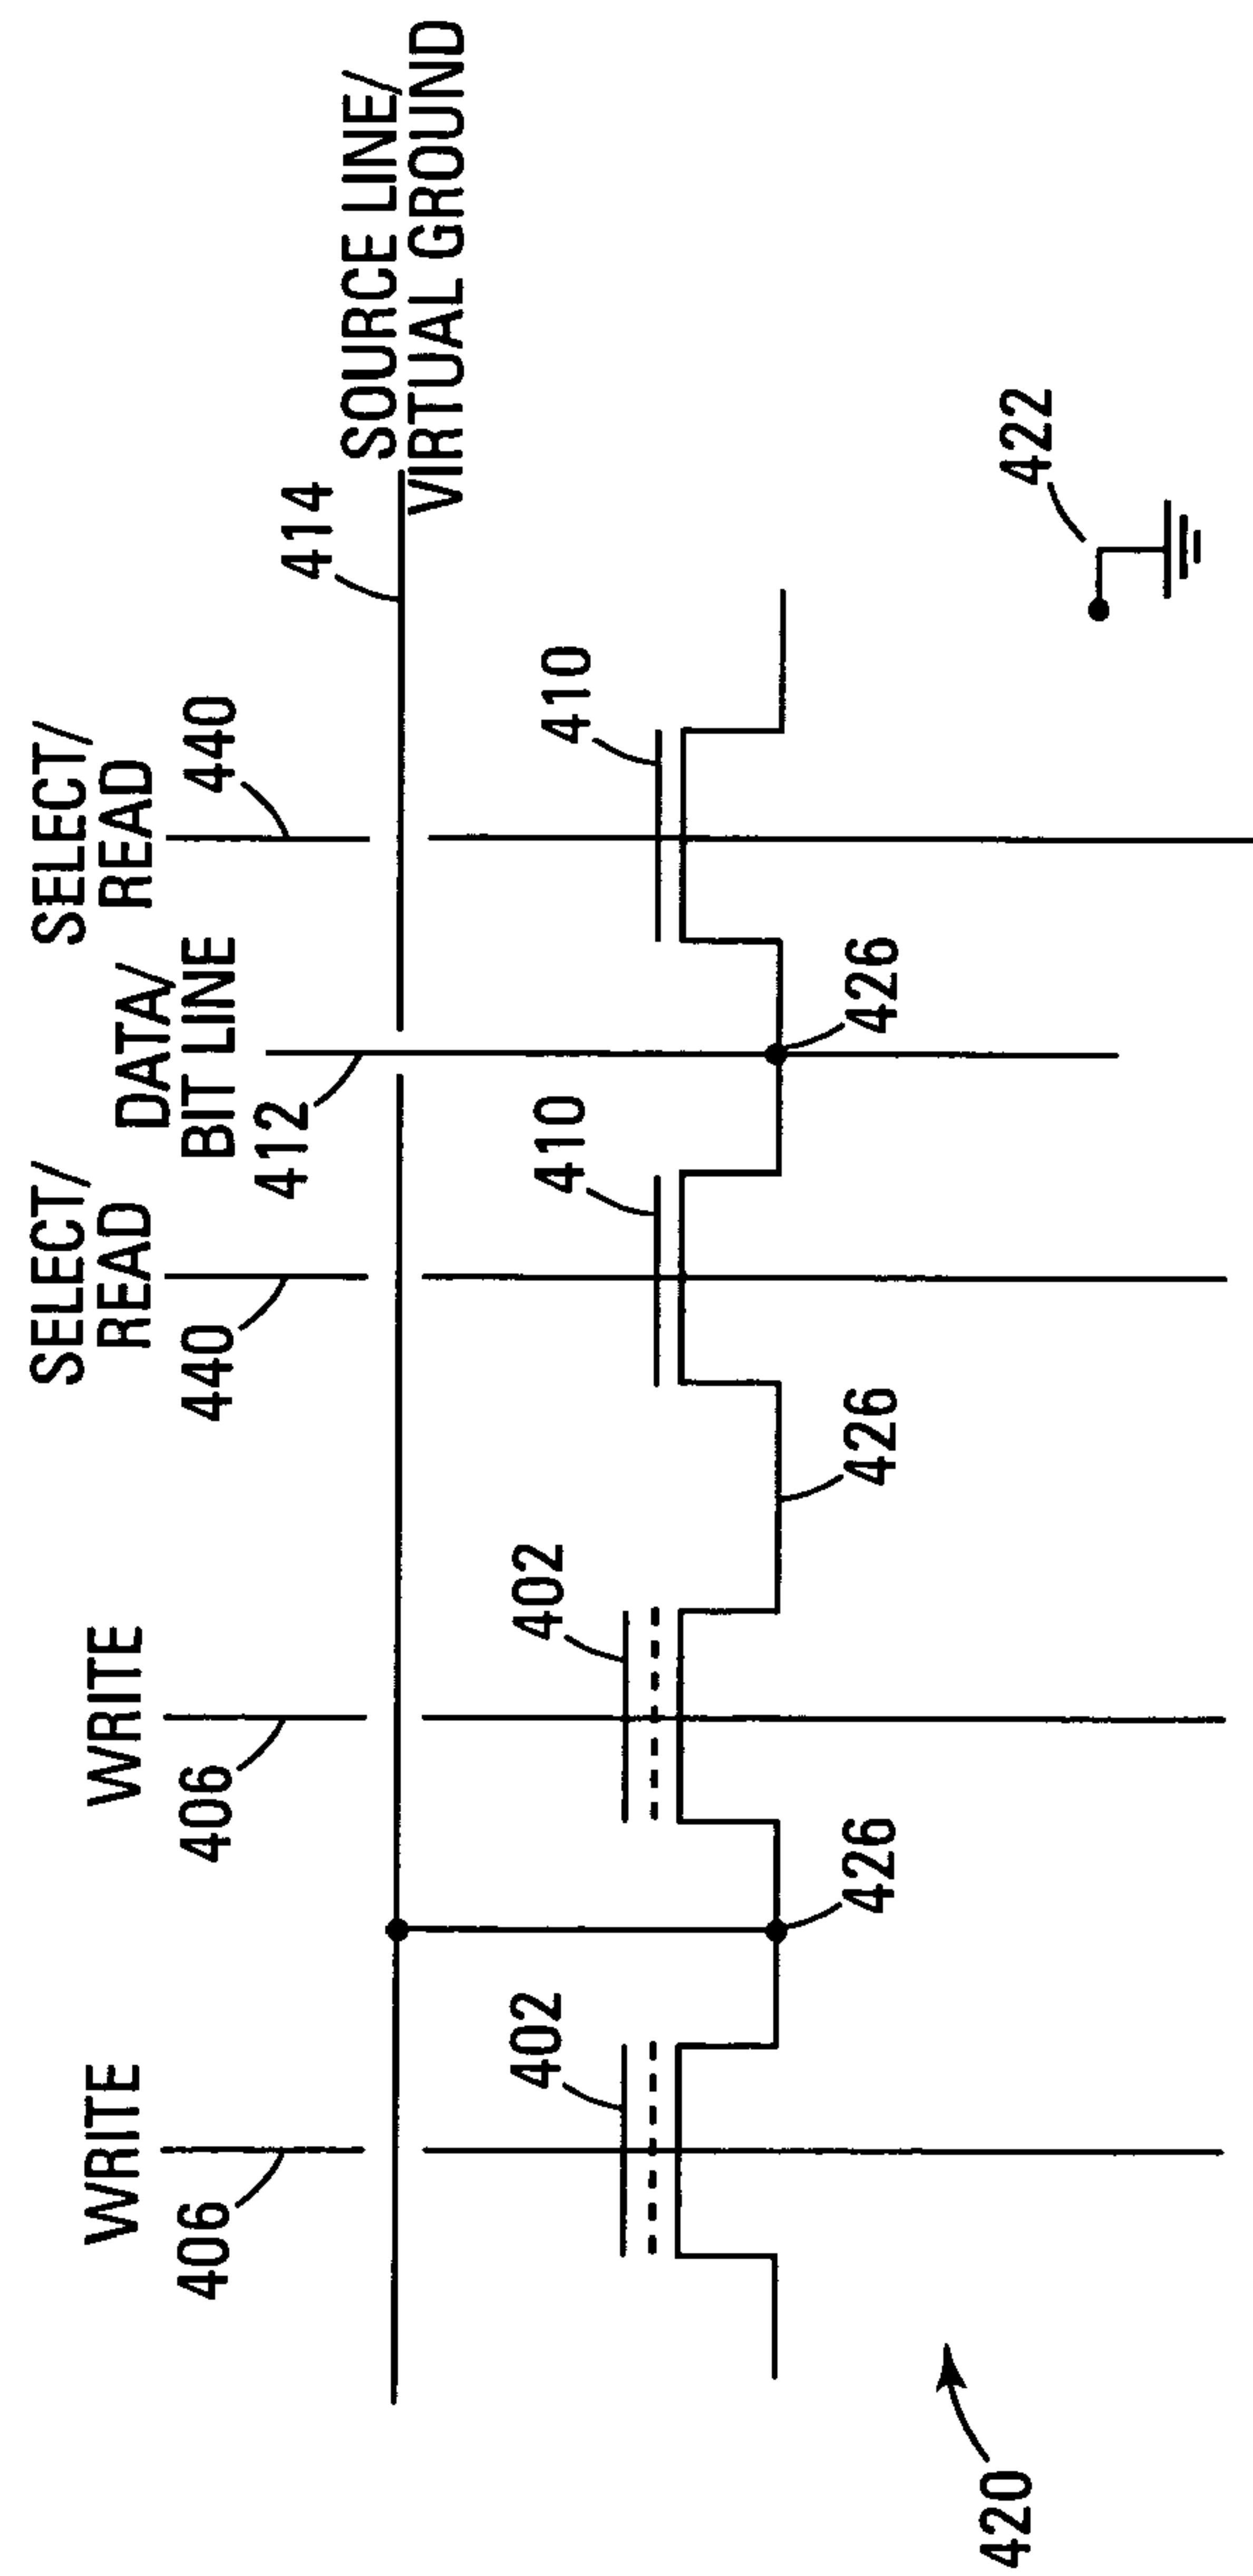 WRITE
406
WRITE
406
SELECT/
READ
440
DATA/
BIT LINE
412
SELECT/
READ
440
414
SOURCE LINE/
VIRTUAL GROUND
402
402
410
410
426
426
426
422
420